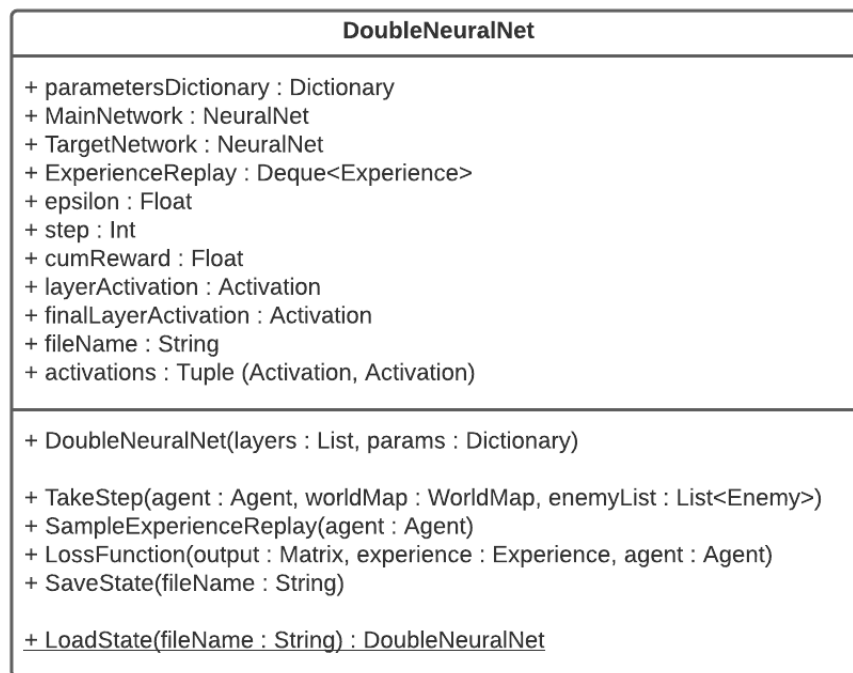 DoubleNeuralNet
+ parametersDictionary : Dictionary
+ MainNetwork : NeuralNet
+ TargetNetwork : NeuralNet
+ ExperienceReplay : Deque<Experience>
+ epsilon : Float
+ step : Int
+ cumReward : Float
+ layerActivation : Activation
+ finalLayerActivation : Activation
+ fileName : String
+ activations : Tuple (Activation, Activation)
+ DoubleNeuralNet(layers : List, params : Dictionary)
+ TakeStep(agent : Agent, worldMap : WorldMap, enemyList : List<Enemy>)
+ SampleExperienceReplay(agent : Agent)
+ LossFunction(output : Matrix, experience : Experience, agent : Agent)
+ SaveState(fileName : String)
+ LoadState(fileName : String) : DoubleNeuralNet